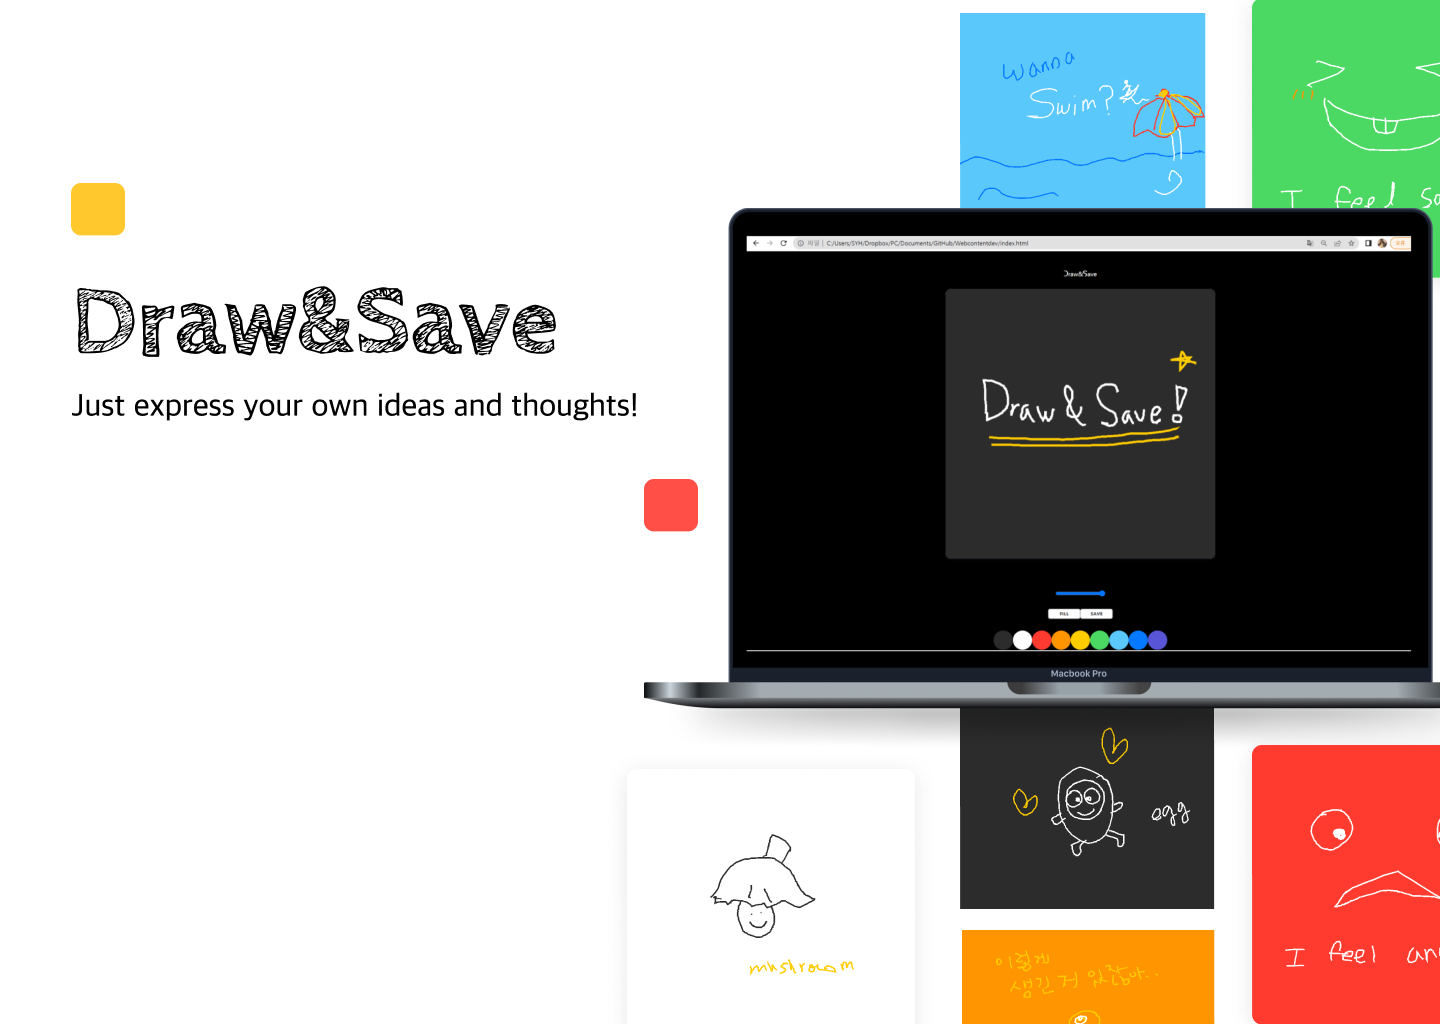 Draw&Save
Just express your own ideas and thoughts!
wanna
Swim?
I feel
파일 | C:/Users/SYH/Dropbox/PC/Documents/GitHub/Webcontentdev/index.html
Draw&Save
Draw & Save!
FILL
SAVE
Macbook Pro
egg
mushroom
이렇게
생긴 거 있잖아..
I feel